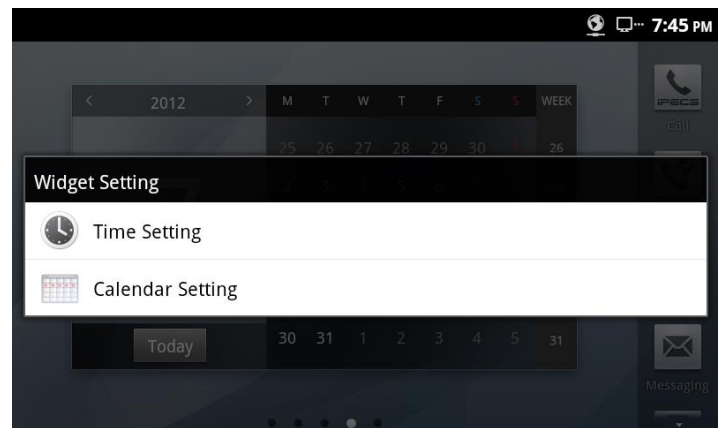 7:45 PM
< 2012 > M T W T F S S WEEK
iPECS
Call
25 26 27 28 29 30 26
Widget Setting
Time Setting
Calendar Setting
Today
30 31 1 2 3 4 5 31
Messaging